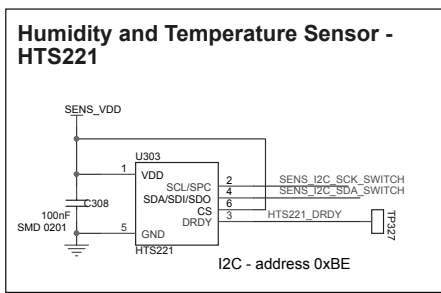 Humidity and Temperature Sensor -
HTS221
SENS_VDD
U303
1 VDD
SCL/SPC 2 SENS_I2C_SCK_SWITCH
SDA/SDI/SDO 4 SENS_I2C_SDA_SWITCH
CS 6
DRDY 3 HTS221_DRDY
TP327
C308
100nF
SMD 0201
5 GND
HTS221
I2C - address 0xBE